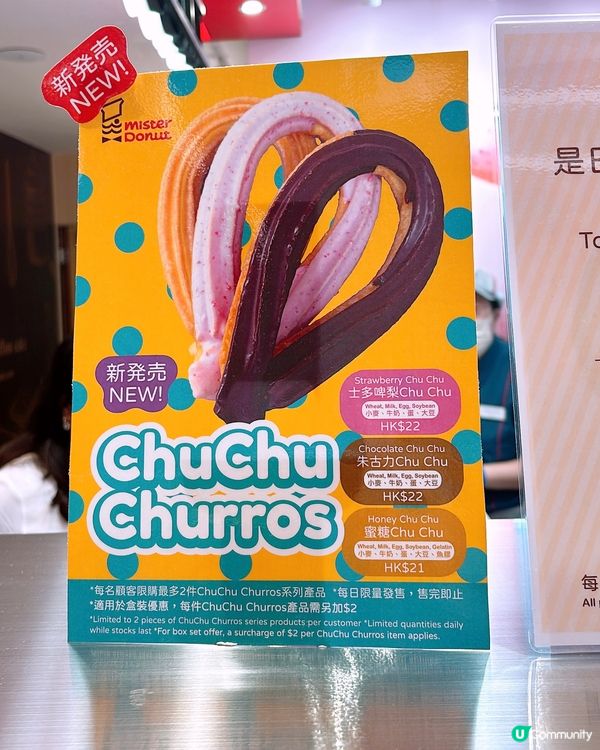 新発売
NEW!
mister
Donut
新発売
NEW!
ChuChu
Churros
Strawberry Chu Chu
士多啤梨Chu Chu
Wheat, Milk, Egg, Soybean
小麥、牛奶、蛋、大豆
HK$22
Chocolate Chu Chu
朱古力Chu Chu
Wheat, Milk, Egg, Soybean
小麥、牛奶、蛋、大豆
HK$22
Honey Chu Chu
蜜糖Chu Chu
Wheat, Milk, Egg, Soybean, Gelatin
小麥、牛奶、蛋、大豆、魚膠
HK$21
*每名顧客限購最多2件ChuChu Churros系列產品 *每日限量發售，售完即止
*適用於盒裝優惠，每件ChuChu Churros產品需另加$2
*Limited to 2 pieces of ChuChu Churros series products per customer *Limited quantities daily
while stocks last *For box set offer, a surcharge of $2 per ChuChu Churros item applies.
是日
To
每
All
U Community